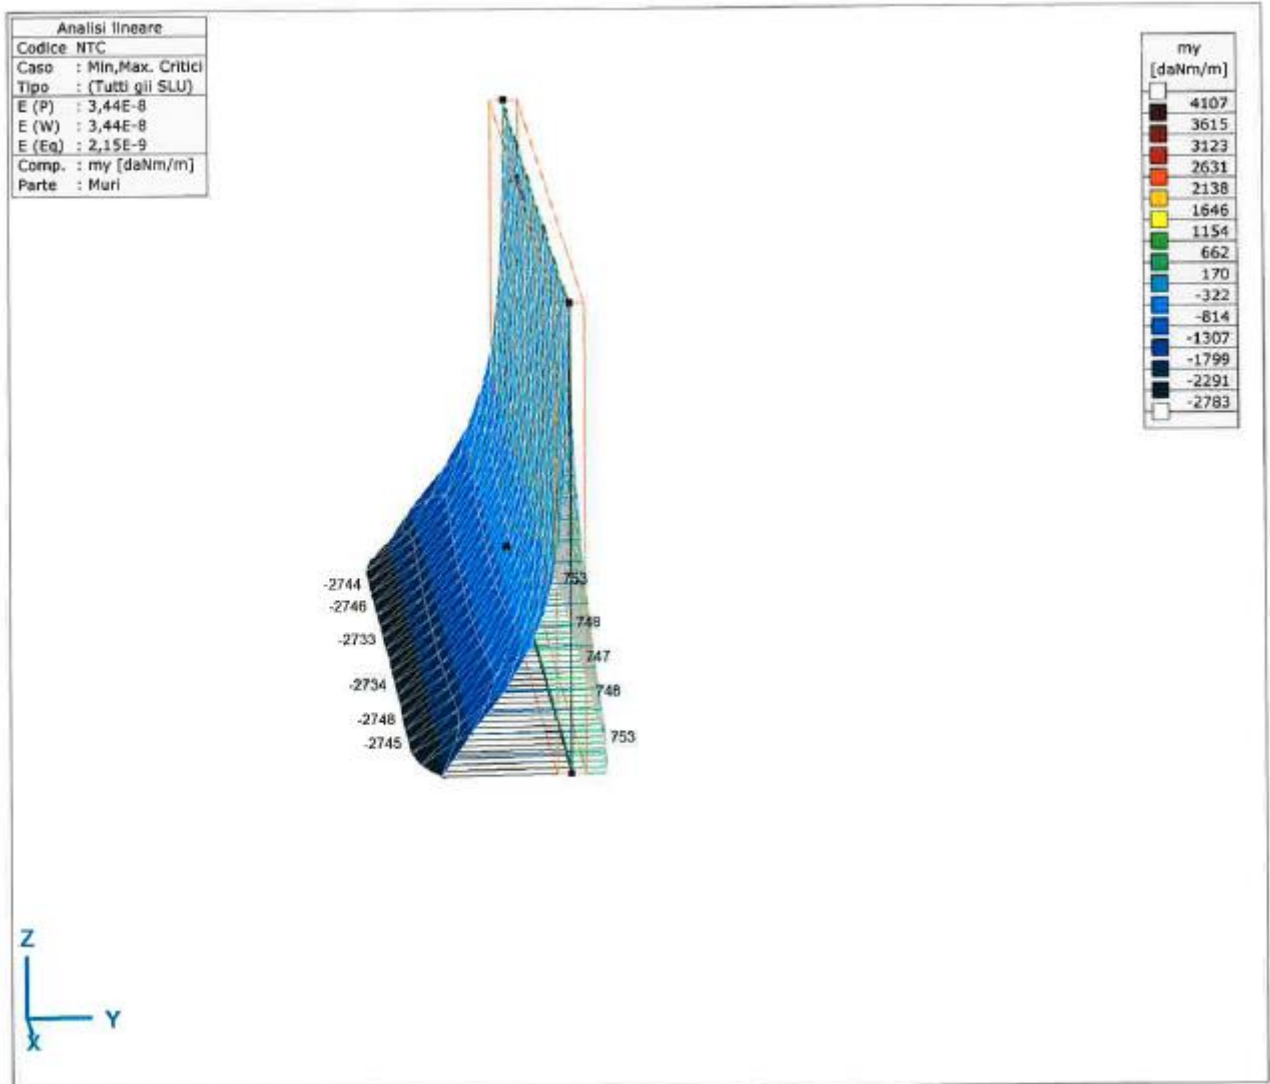 Analisi lineare
Codice NTC
Caso : Min,Max. Critici
Tipo : (Tutti gli SLU)
E (P) : 3,44E-8
E (W) : 3,44E-8
E (Eq) : 2,15E-9
Comp. : my [daNm/m]
Parte : Muri
my
[daNm/m]
4107
3615
3123
2631
2138
1646
1154
662
170
-322
-814
-1307
-1799
-2291
-2783
753
748
747
748
753
-2744
-2746
-2733
-2734
-2748
-2745
Z
Y
X